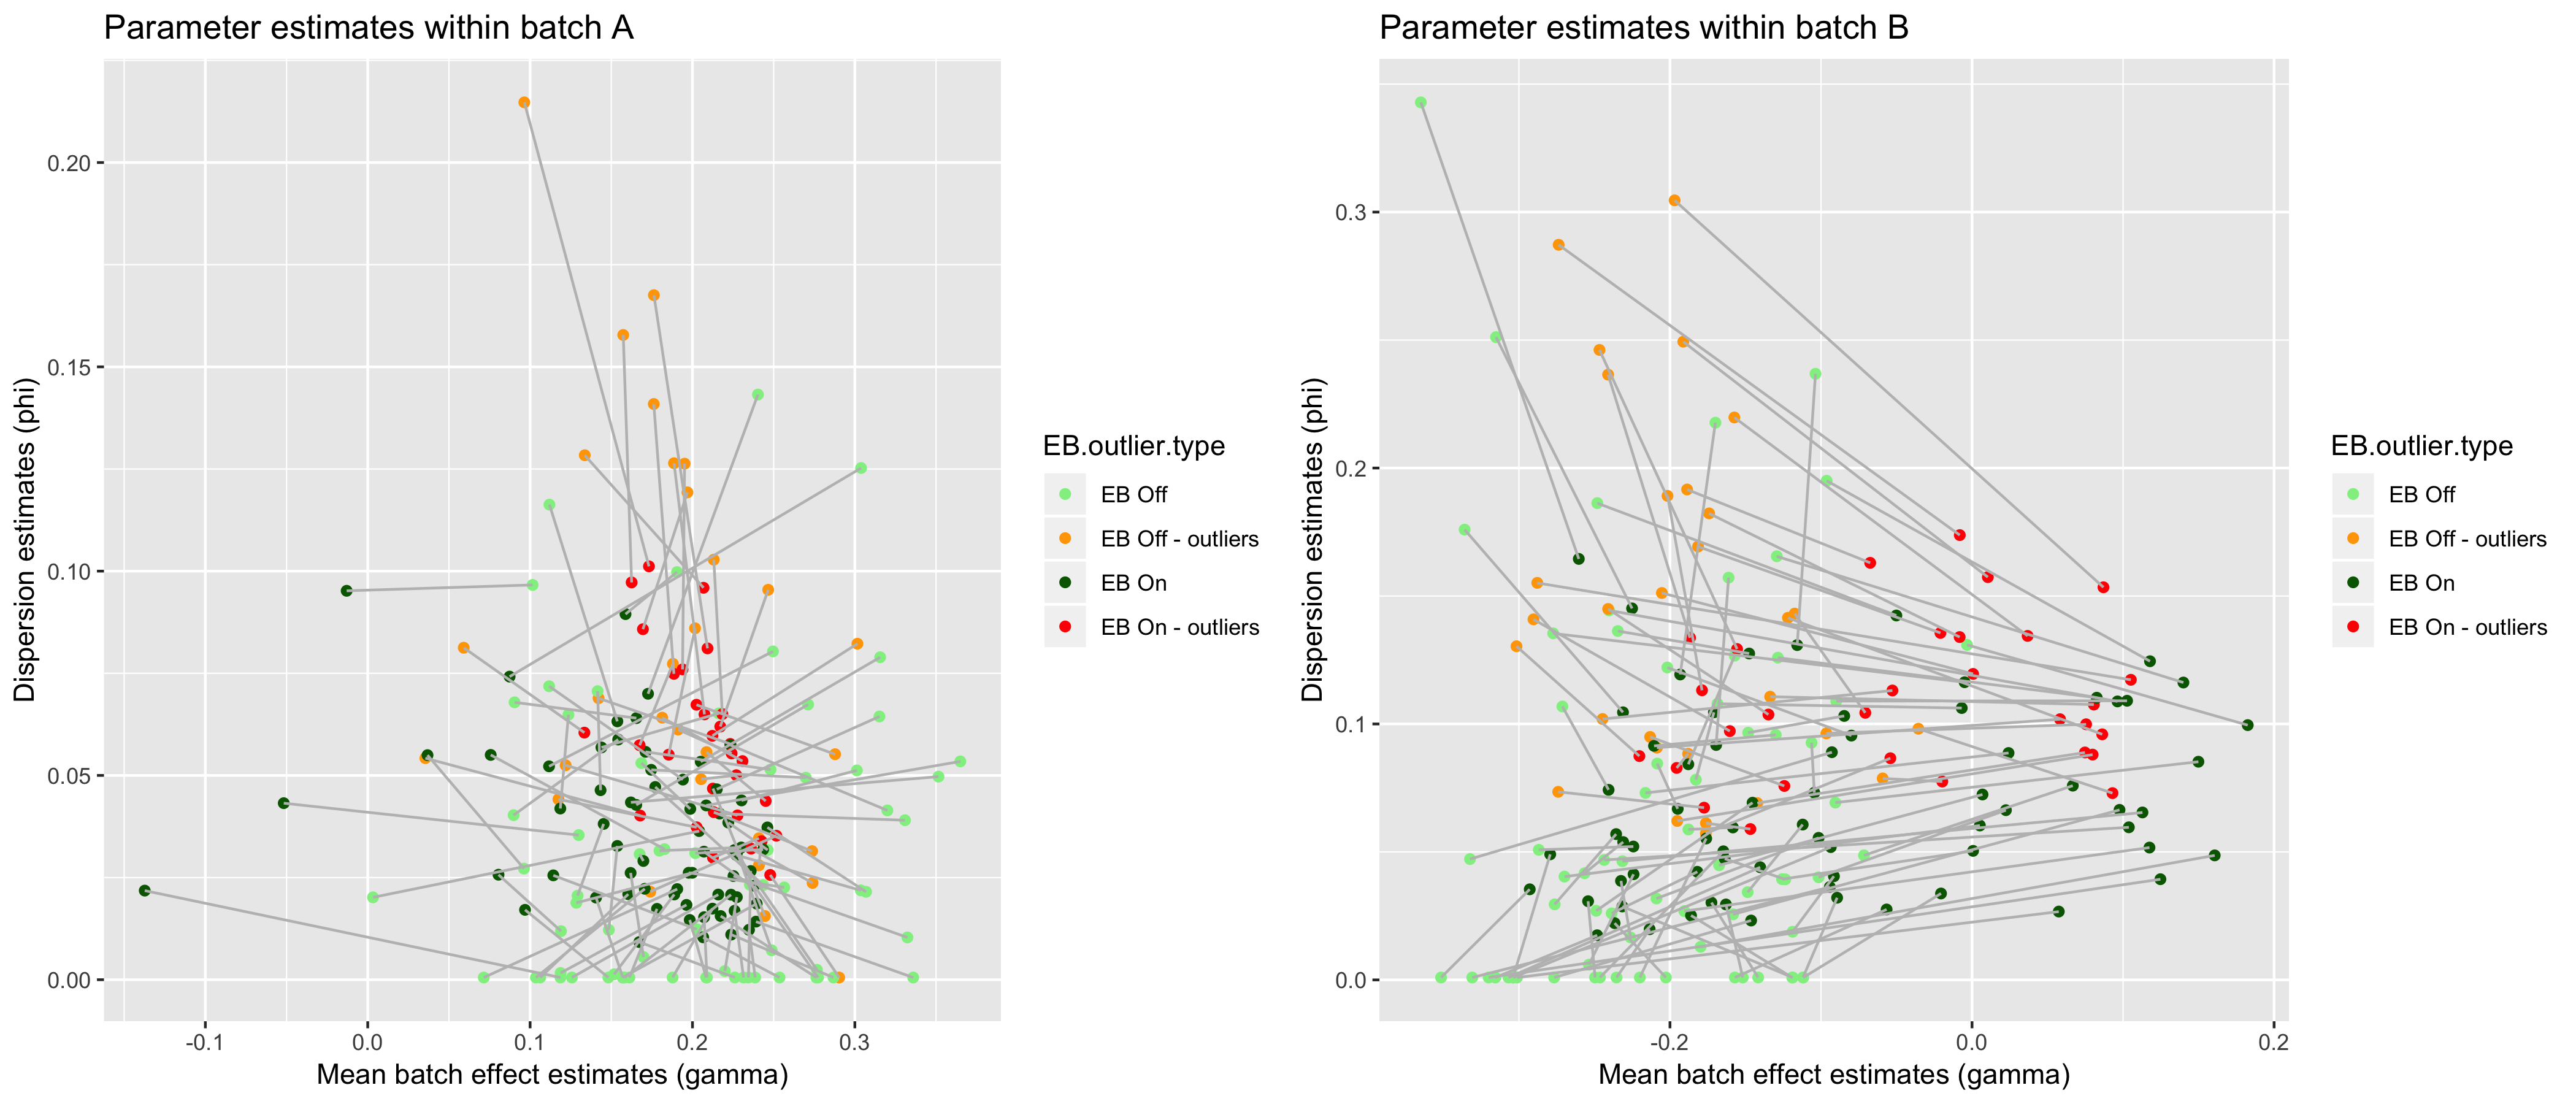 Parameter estimates within batch A
Dispersion estimates (phi)
0.20
0.15
0.10
0.05
0.00
-0.1 0.0 0.1 0.2 0.3
Mean batch effect estimates (gamma)
EB.outlier.type
EB Off
EB Off - outliers
EB On
EB On - outliers
Parameter estimates within batch B
Dispersion estimates (phi)
0.3
0.2
0.1
0.0
-0.2 0.0 0.2
Mean batch effect estimates (gamma)
EB.outlier.type
EB Off
EB Off - outliers
EB On
EB On - outliers